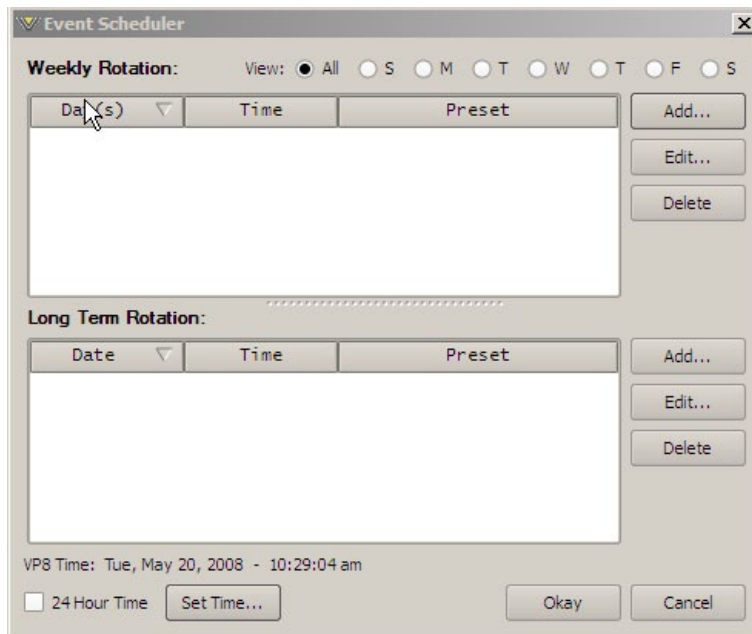 Event Scheduler
Weekly Rotation: View: All S M T W T F S
Day(s) Time Preset
Add...
Edit...
Delete
Long Term Rotation:
Date Time Preset
Add...
Edit...
Delete
VP8 Time: Tue, May 20, 2008 - 10:29:04 am
24 Hour Time Set Time... Okay Cancel